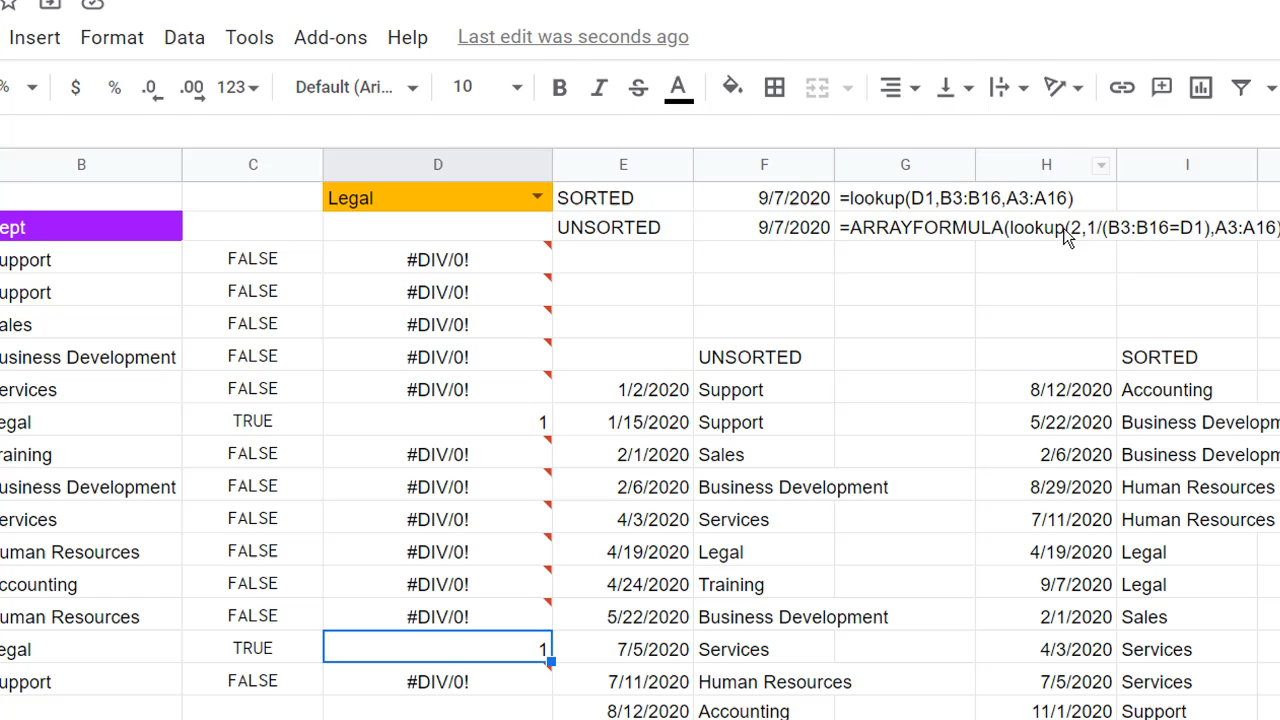 Insert Format Data Tools Add-ons Help Last edit was seconds ago
% $ % .0 .00 123 Default (Ari... 10 B I S A
B C D E F G H I
Legal SORTED 9/7/2020 =lookup(D1,B3:B16,A3:A16)
ept UNSORTED 9/7/2020 =ARRAYFORMULA(lookup(2,1/(B3:B16=D1),A3:A16)
upport FALSE #DIV/0!
upport FALSE #DIV/0!
ales FALSE #DIV/0!
usiness Development FALSE #DIV/0! UNSORTED SORTED
ervices FALSE #DIV/0! 1/2/2020 Support 8/12/2020 Accounting
egal TRUE 1 1/15/2020 Support 5/22/2020 Business Developm
raining FALSE #DIV/0! 2/1/2020 Sales 2/6/2020 Business Developm
usiness Development FALSE #DIV/0! 2/6/2020 Business Development 8/29/2020 Human Resources
ervices FALSE #DIV/0! 4/3/2020 Services 7/11/2020 Human Resources
uman Resources FALSE #DIV/0! 4/19/2020 Legal 4/19/2020 Legal
ccounting FALSE #DIV/0! 4/24/2020 Training 9/7/2020 Legal
uman Resources FALSE #DIV/0! 5/22/2020 Business Development 2/1/2020 Sales
egal TRUE 1 7/5/2020 Services 4/3/2020 Services
upport FALSE #DIV/0! 7/11/2020 Human Resources 7/5/2020 Services
8/12/2020 Accounting 11/1/2020 Support